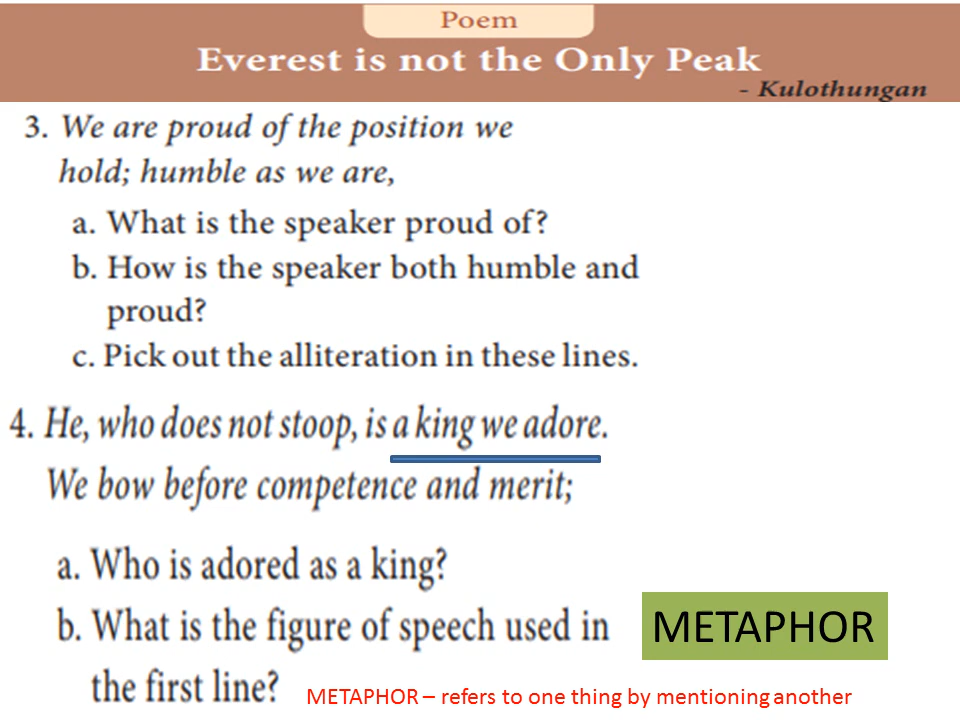 Poem
Everest is not the Only Peak
- Kulothungan
3. We are proud of the position we
hold; humble as we are,
a. What is the speaker proud of?
b. How is the speaker both humble and
proud?
c. Pick out the alliteration in these lines.
4. He, who does not stoop, is a king we adore.
We bow before competence and merit;
a. Who is adored as a king?
b. What is the figure of speech used in
the first line?
METAPHOR
METAPHOR – refers to one thing by mentioning another